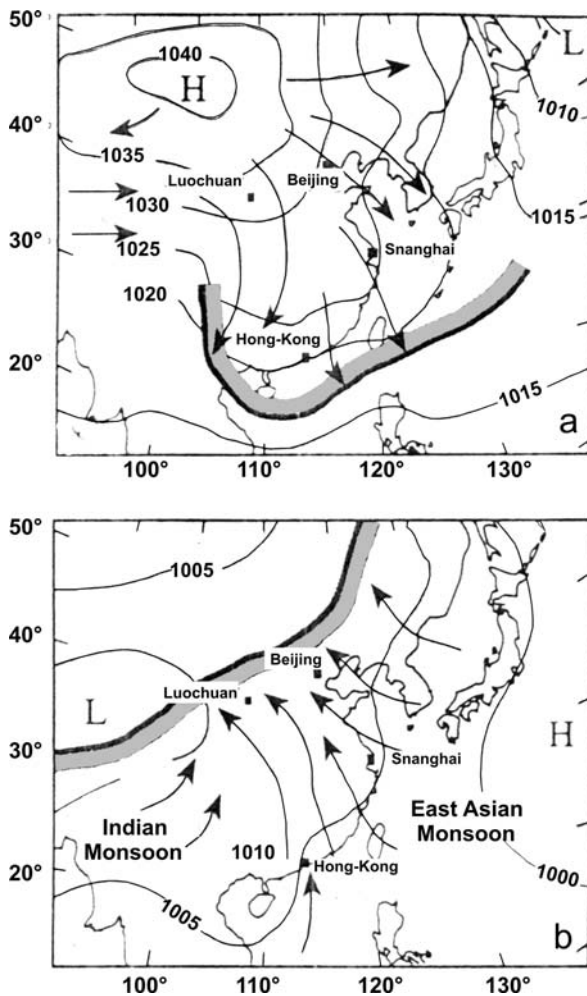 50°
1040
H
L
1010
40°
1035
Luochuan
Beijing
1030
1015
30°
1025
Snanghai
1020
Hong-Kong
20°
1015
a
100°
110°
120°
130°
50°
1005
40°
Beijing
Luochuan
L
H
30°
Snanghai
Indian
Monsoon
East Asian
Monsoon
1010
20°
Hong-Kong
1000
1005
b
100°
110°
120°
130°